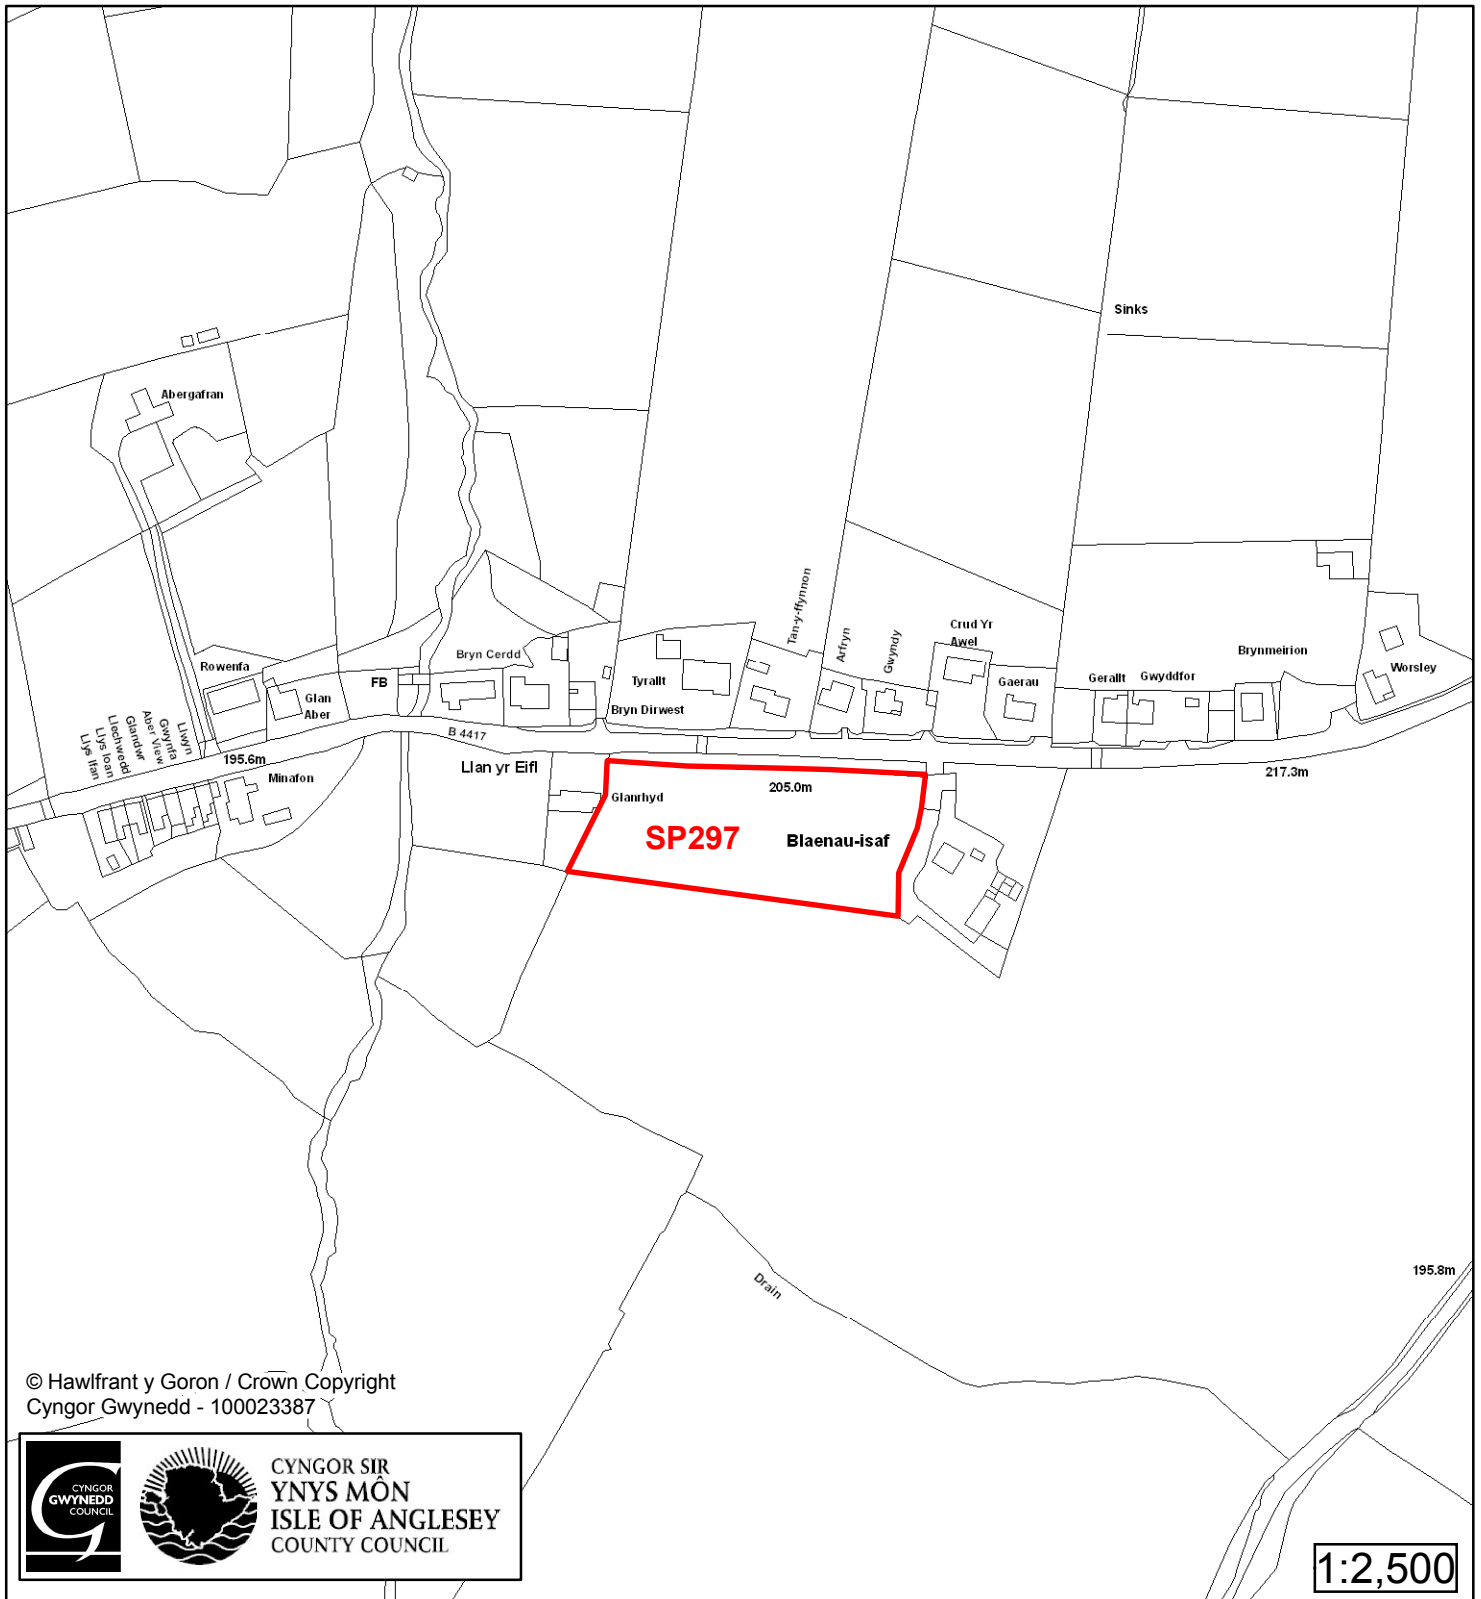 Sinks
Abergafran
Tan-y-ffynnon
Arfryn
Gwyndy
Crud Yr
Awel
Gaerau
Gerallt
Gwyddfor
Brynmeirion
Worsley
Rowenfa
Glan
Aber
FB
Bryn Cerdd
Tyrallt
Bryn Dirwest
B 4417
Llwyn
Gwynfa
Aber View
Glandwr
Llechwedd
Llys Ioan
Llys Ifan
195.6m
Minafon
Llan yr Eifl
Glanrhyd
205.0m
217.3m
SP297
Blaenau-isaf
Drain
195.8m
© Hawlfrant y Goron / Crown Copyright
Cyngor Gwynedd - 100023387
CYNGOR
GWYNEDD
COUNCIL
CYNGOR SIR
YNYS MÔN
ISLE OF ANGLESEY
COUNTY COUNCIL
1:2,500